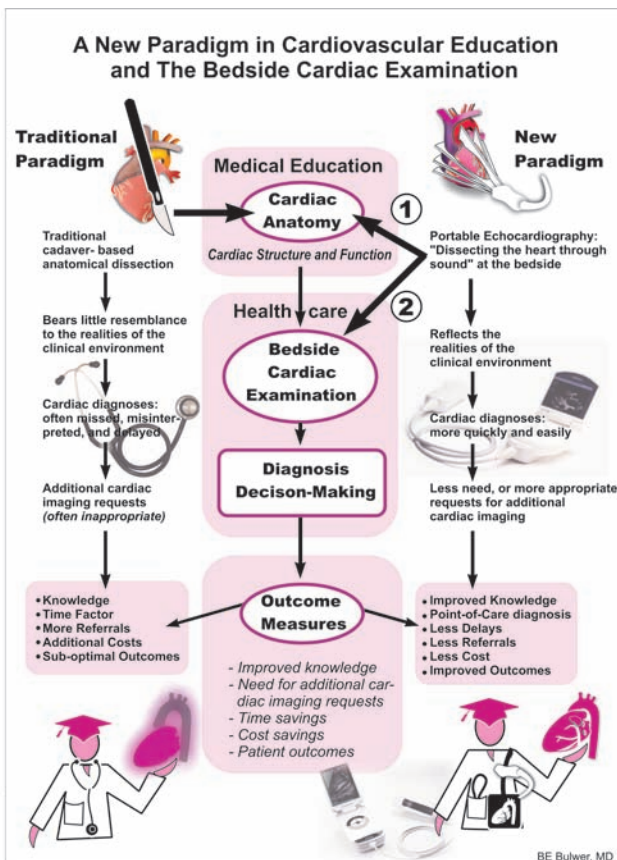 A New Paradigm in Cardiovascular Education
and The Bedside Cardiac Examination
Traditional
Paradigm
Traditional
cadaver- based
anatomical dissection
Bears little resemblance
to the realities of the
clinical environment
Cardiac diagnoses:
often missed, misinter-
preted, and delayed
Additional cardiac
imaging requests
(often inappropriate)
• Knowledge
• Time Factor
• More Referrals
• Additional Costs
• Sub-optimal Outcomes
Medical Education
Cardiac
Anatomy
Cardiac Structure and Function
1
2
Health care
Bedside
Cardiac
Examination
Diagnosis
Decison-Making
Outcome
Measures
- Improved knowledge
- Need for additional car-
diac imaging requests
- Time savings
- Cost savings
- Patient outcomes
New
Paradigm
Portable Echocardiography:
"Dissecting the heart through
sound" at the bedside
Reflects the
realities of the
clinical environment
Cardiac diagnoses:
more quickly and easily
Less need, or more appropriate
requests for additional
cardiac imaging
• Improved Knowledge
• Point-of-Care diagnosis
• Less Delays
• Less Referrals
• Less Cost
• Improved Outcomes
BE Bulwer, MD